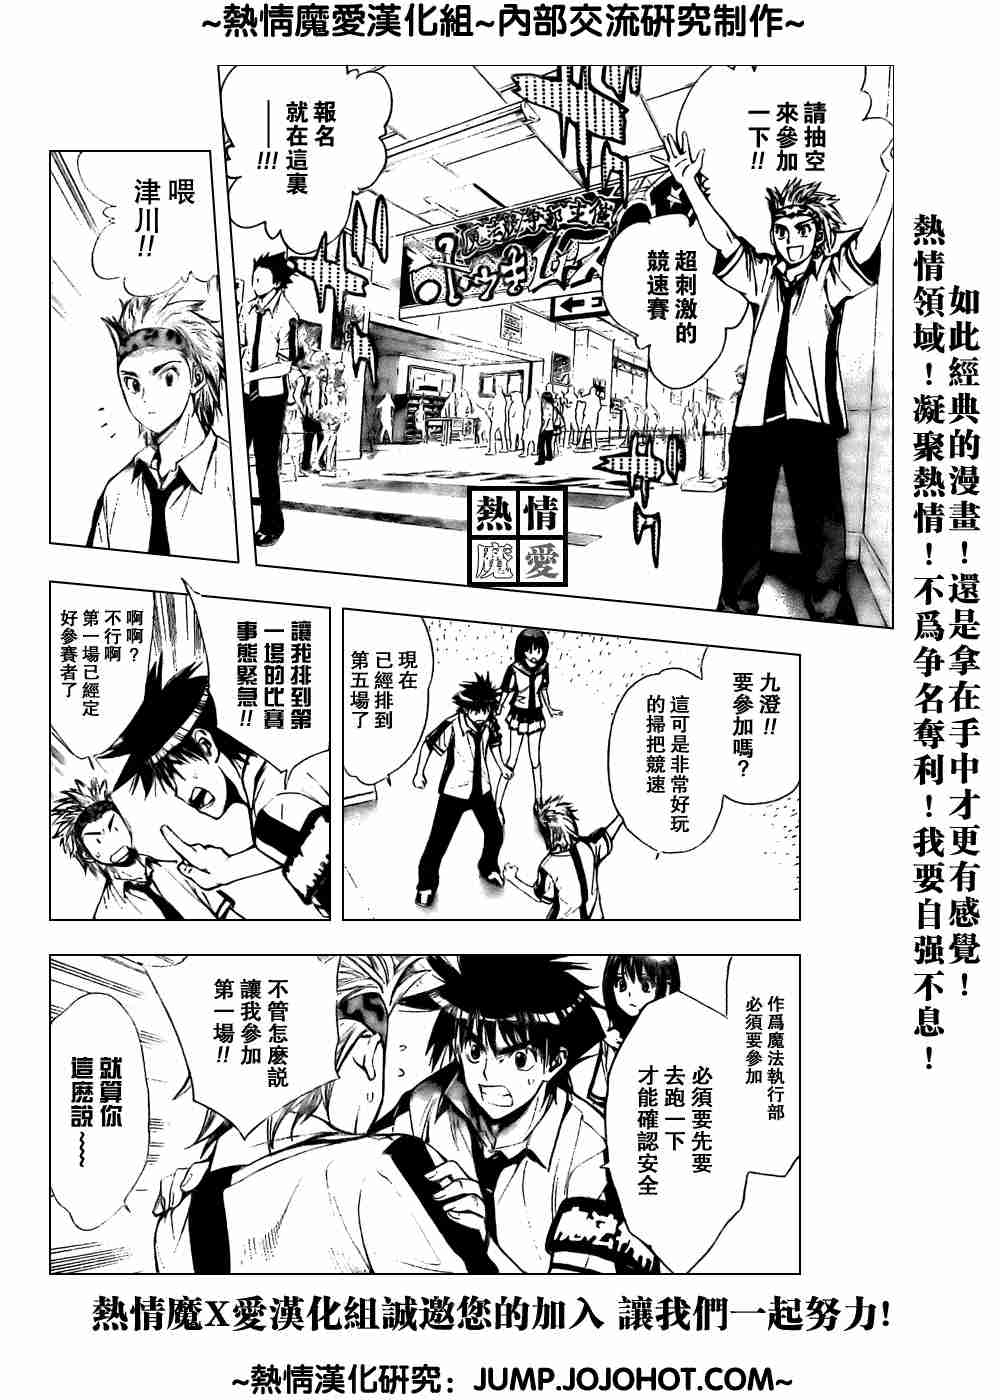 ~熱情魔愛漢化組~內部交流研究制作~
請抽空
來參加
一下!!
超刺激的
競速賽
報名
就在這裏
——!!!
喂
津川!!
熱情
魔愛
九澄!!
要參加嗎?
這可是非常好玩
的掃把競速
現在
已經排到
第五場了
讓我排到第
一場的比賽
事態緊急!!
啊啊?
不行啊
第一場已經定
好參賽者了
作爲魔法執行部
必須要參加
必須要先要
去跑一下
才能確認安全
不管怎麽說
讓我參加
第一場!!
就算你
這麽說~
如此經典的漫畫!還是拿在手中才更有感覺!
熱情領域!凝聚熱情!不爲争名奪利!我要自强不息!
熱情魔X愛漢化組誠邀您的加入 讓我們一起努力!
~熱情漢化研究: JUMP.JOJOHOT.COM~